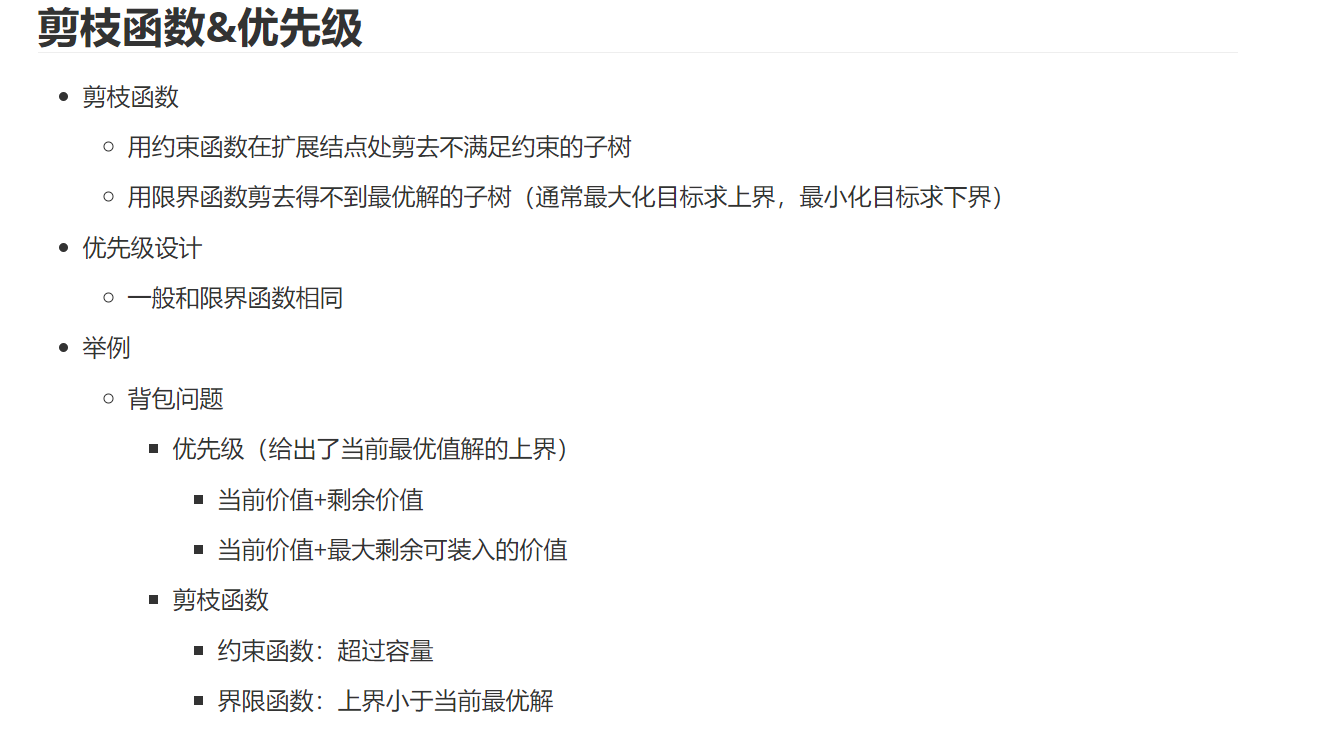 剪枝函数&优先级
剪枝函数
用约束函数在扩展结点处剪去不满足约束的子树
用限界函数剪去得不到最优解的子树（通常最大化目标求上界，最小化目标求下界）
优先级设计
一般和限界函数相同
举例
背包问题
优先级（给出了当前最优值解的上界）
当前价值+剩余价值
当前价值+最大剩余可装入的价值
剪枝函数
约束函数：超过容量
界限函数：上界小于当前最优解